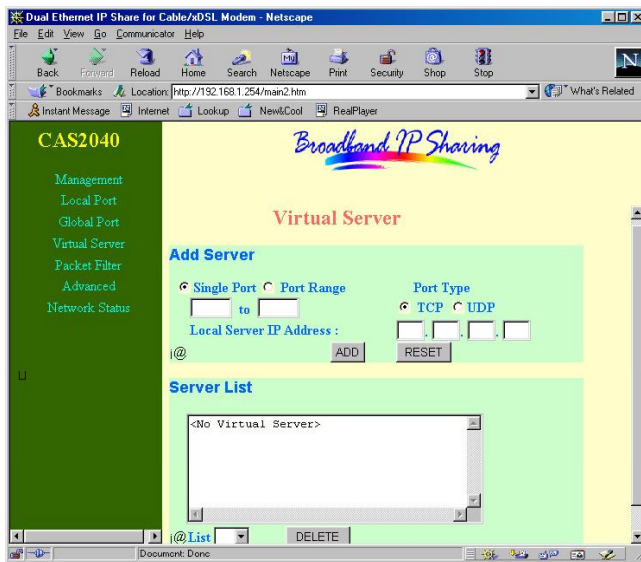 Dual Ethernet IP Share for Cable/xDSL Modem - Netscape
File Edit View Go Communicator Help
Back Forward Reload Home Search Netscape Print Security Shop Stop
N
Bookmarks Location: http://192.168.1.254/main2.htm What's Related
Instant Message Internet Lookup New&Cool RealPlayer
CAS2040
Management
Local Port
Global Port
Virtual Server
Packet Filter
Advanced
Network Status
Broadband IP Sharing
Virtual Server
Add Server
Single Port Port Range Port Type
to TCP UDP
Local Server IP Address : . . .
¡@ ADD RESET
Server List
<No Virtual Server>
¡@List DELETE
Document: Done